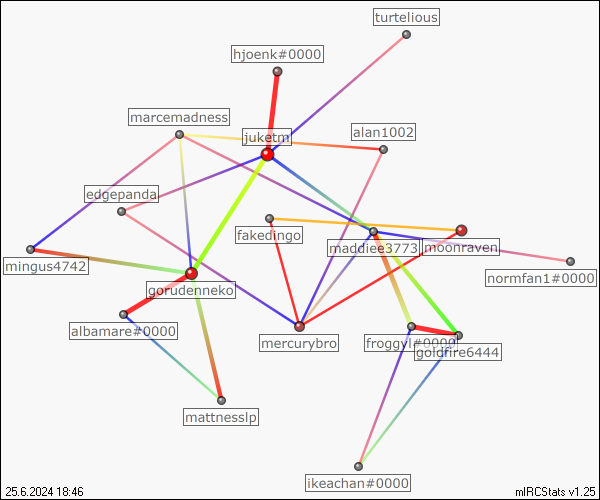 turtelious
hjoenk#0000
marcemadness
juketm
alan1002
edgepanda
fakedingo
maddiee3773
moonraven
mingus4742
gorudenneko
normfan1#0000
albamare#0000
mercurybro
froggyl#0000
goldfire6444
mattnesslp
ikeachan#0000
25.6.2024 18:46
mIRCStats v1.25